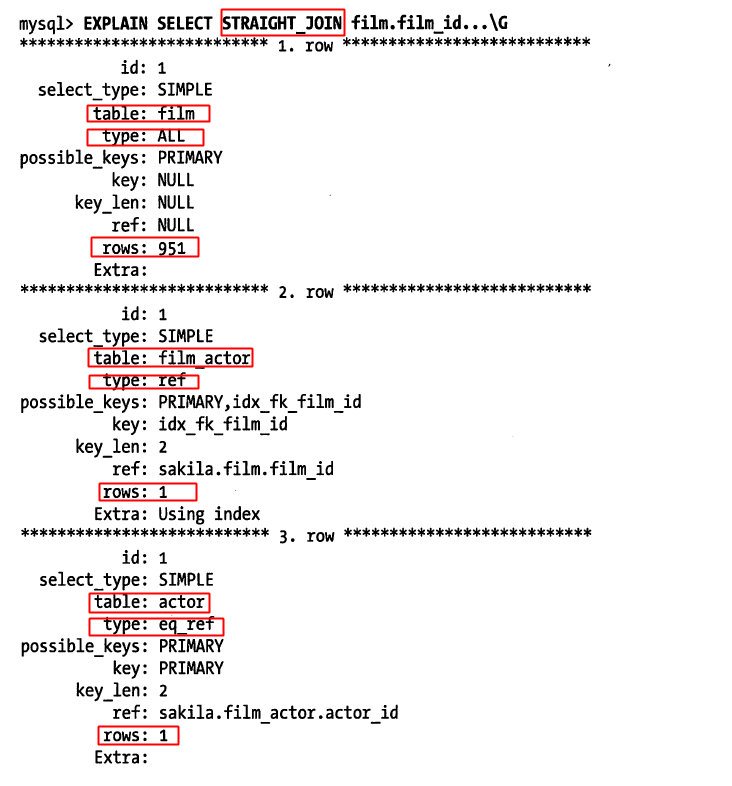 mysql> EXPLAIN SELECT STRAIGHT_JOIN film.film_id...\G
*************************** 1. row ***************************
id: 1
select_type: SIMPLE
table: film
type: ALL
possible_keys: PRIMARY
key: NULL
key_len: NULL
ref: NULL
rows: 951
Extra:
*************************** 2. row ***************************
id: 1
select_type: SIMPLE
table: film_actor
type: ref
possible_keys: PRIMARY,idx_fk_film_id
key: idx_fk_film_id
key_len: 2
ref: sakila.film.film_id
rows: 1
Extra: Using index
*************************** 3. row ***************************
id: 1
select_type: SIMPLE
table: actor
type: eq_ref
possible_keys: PRIMARY
key: PRIMARY
key_len: 2
ref: sakila.film_actor.actor_id
rows: 1
Extra: